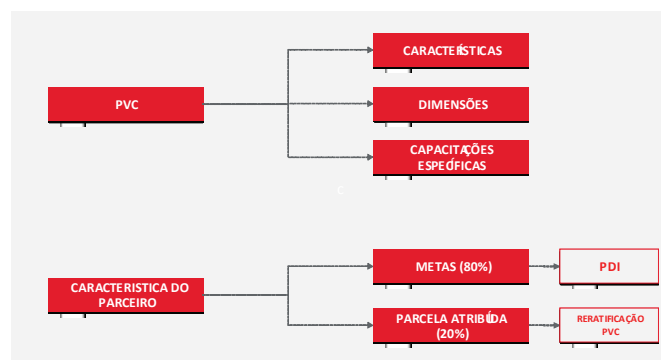 CARACTERÍSTICAS
PVC
DIMENSÕES
CAPACITAÇÕES
ESPECÍFICAS
C
METAS (80%)
PDI
CARACTERISTICA DO
PARCEIRO
PARCELA ATRIBUÍDA
(20%)
RERATIFICAÇÃO
PVC